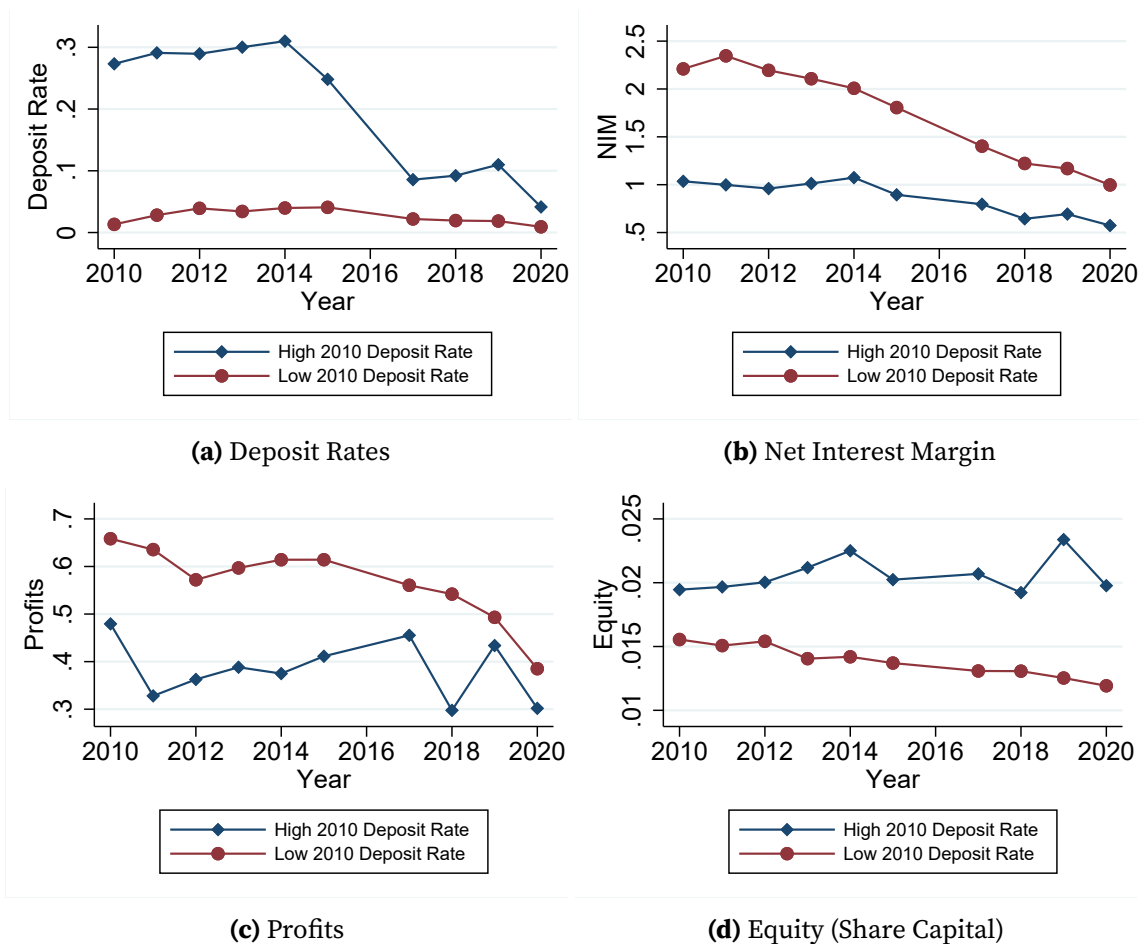 Deposit Rate
0 .1 .2 .3
2010 2012 2014 2016 2018 2020
Year
High 2010 Deposit Rate
Low 2010 Deposit Rate
(a) Deposit Rates
NIM
.5 1 1.5 2 2.5
2010 2012 2014 2016 2018 2020
Year
High 2010 Deposit Rate
Low 2010 Deposit Rate
(b) Net Interest Margin
Profits
.3 .4 .5 .6 .7
2010 2012 2014 2016 2018 2020
Year
High 2010 Deposit Rate
Low 2010 Deposit Rate
(c) Profits
Equity
.01 .015 .02 .025
2010 2012 2014 2016 2018 2020
Year
High 2010 Deposit Rate
Low 2010 Deposit Rate
(d) Equity (Share Capital)